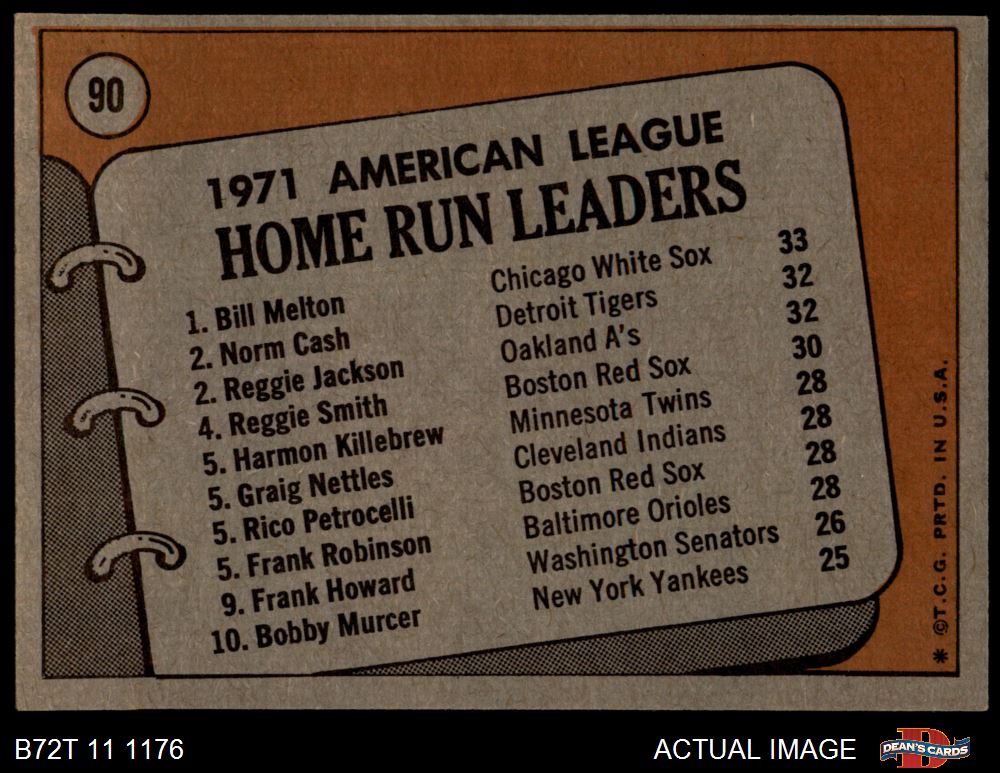 90
1971 AMERICAN LEAGUE
HOME RUN LEADERS
1. Bill Melton Chicago White Sox 33
2. Norm Cash Detroit Tigers 32
2. Reggie Jackson Oakland A's 32
4. Reggie Smith Boston Red Sox 30
5. Harmon Killebrew Minnesota Twins 28
5. Graig Nettles Cleveland Indians 28
5. Rico Petrocelli Boston Red Sox 28
5. Frank Robinson Baltimore Orioles 28
9. Frank Howard Washington Senators 26
10. Bobby Murcer New York Yankees 25
* ©T.C.G. PRTD. IN U.S.A.
B72T 11 1176 ACTUAL IMAGE DEAN'S CARDS